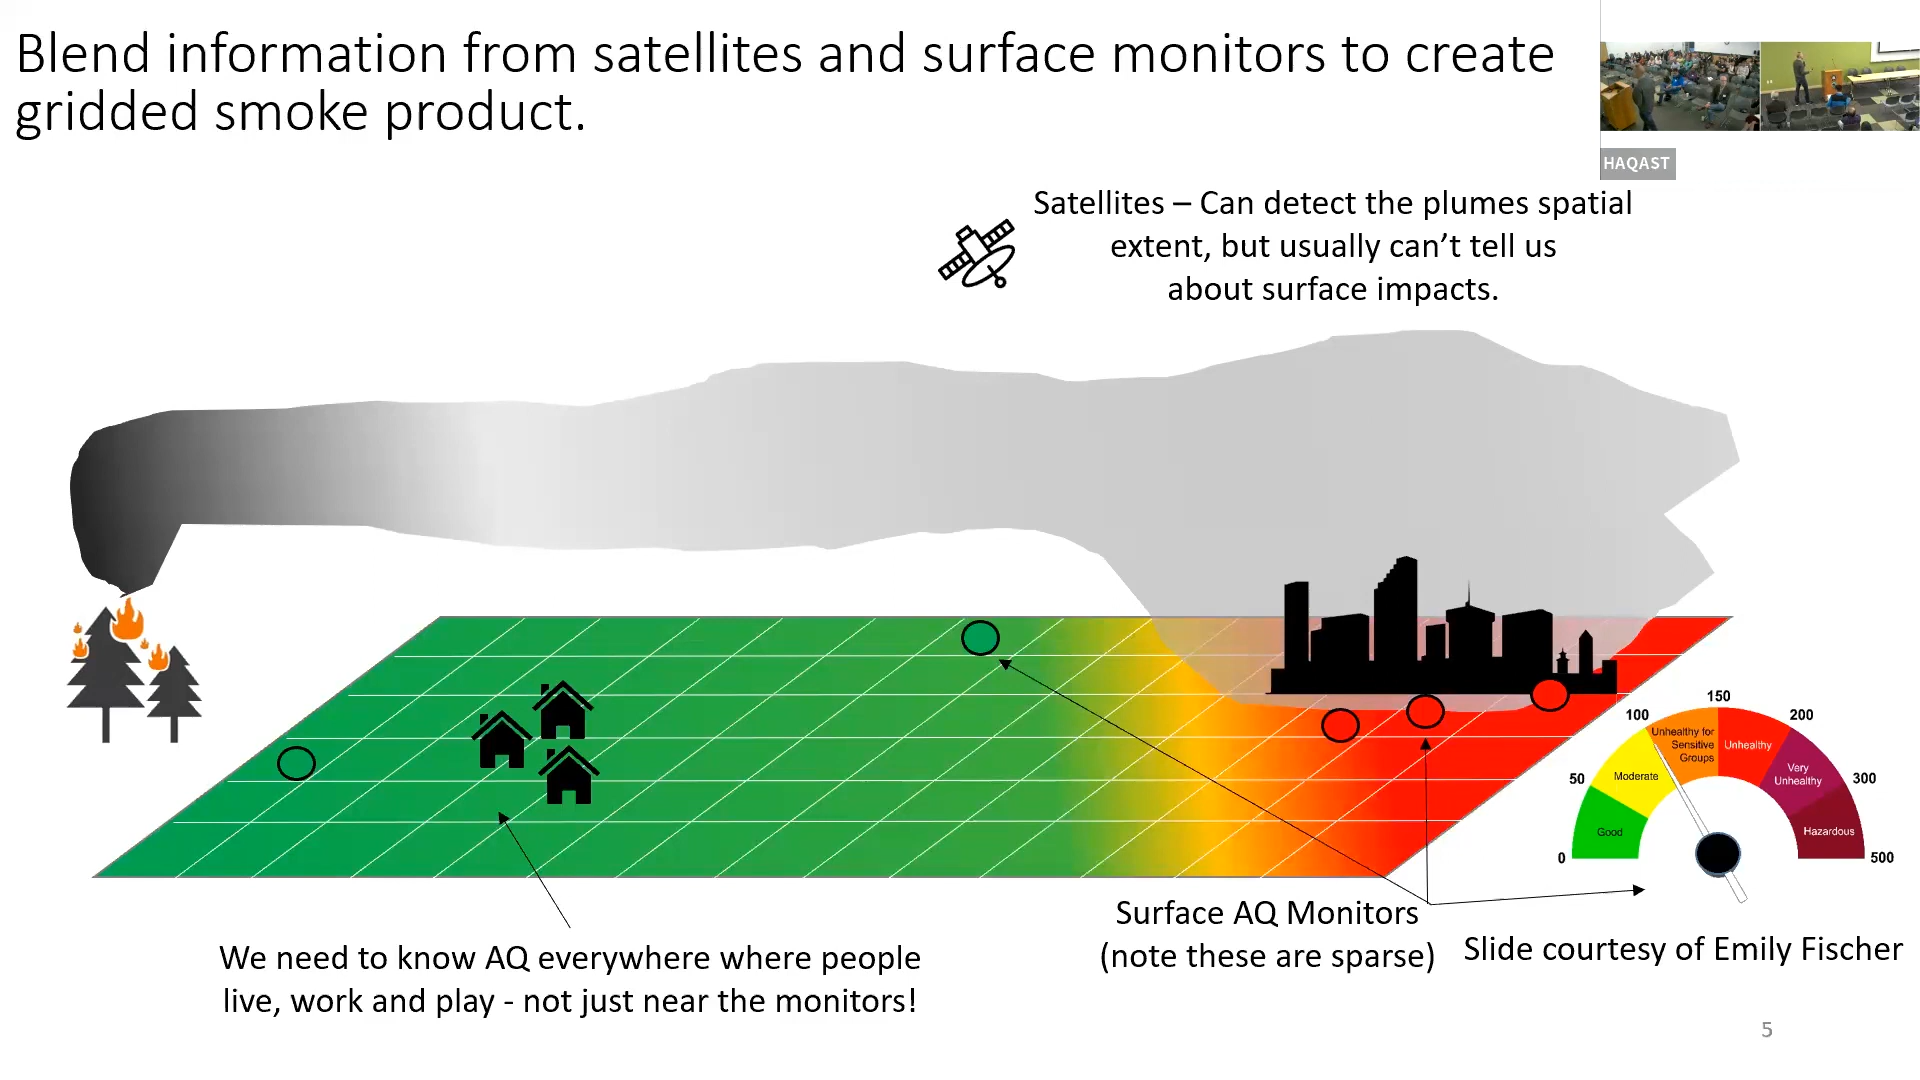 Blend information from satellites and surface monitors to create
gridded smoke product.
HAQAST
Satellites – Can detect the plumes spatial
extent, but usually can’t tell us
about surface impacts.
150
100
200
Unhealthy for
Sensitive
Groups
Unhealthy
50
Moderate
Very
Unhealthy
300
Good
Hazardous
0
500
Surface AQ Monitors
(note these are sparse)
Slide courtesy of Emily Fischer
We need to know AQ everywhere where people
live, work and play - not just near the monitors!
5